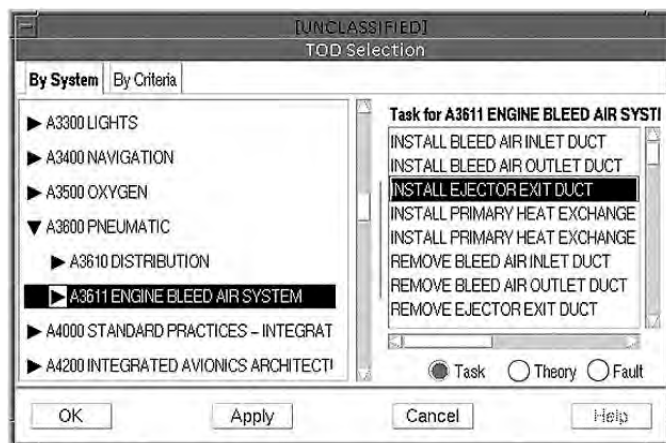 [UNCLASSIFIED]
TOD Selection
By System
By Criteria
A3300 LIGHTS
A3400 NAVIGATION
A3500 OXYGEN
A3600 PNEUMATIC
A3610 DISTRIBUTION
A3611 ENGINE BLEED AIR SYSTEM
A4000 STANDARD PRACTICES – INTEGRAT
A4200 INTEGRATED AVIONICS ARCHITECTI
Task for A3611 ENGINE BLEED AIR SYSTI
INSTALL BLEED AIR INLET DUCT
INSTALL BLEED AIR OUTLET DUCT
INSTALL EJECTOR EXIT DUCT
INSTALL PRIMARY HEAT EXCHANGE
INSTALL PRIMARY HEAT EXCHANGE
REMOVE BLEED AIR INLET DUCT
REMOVE BLEED AIR OUTLET DUCT
REMOVE EJECTOR EXIT DUCT
Task
Theory
Fault
OK
Apply
Cancel
Help